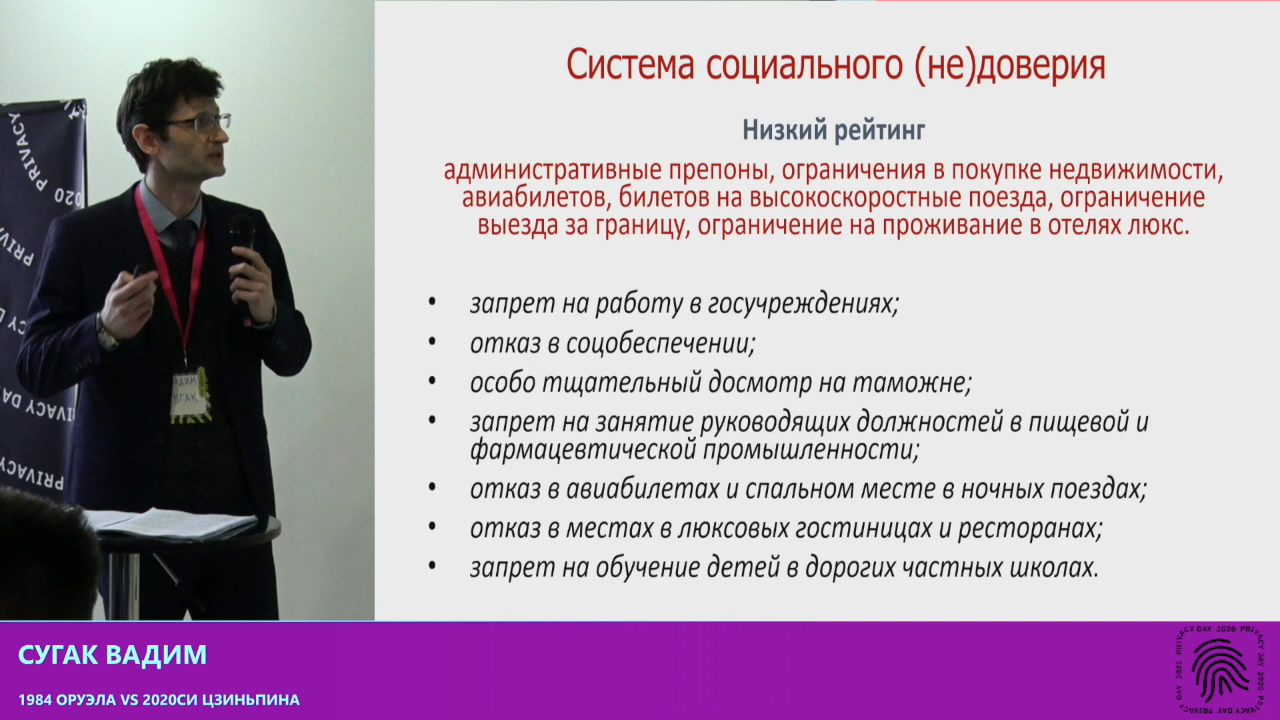 Система социального (не)доверия
Низкий рейтинг
административные препоны, ограничения в покупке недвижимости,
авиабилетов, билетов на высокоскоростные поезда, ограничение
выезда за границу, ограничение на проживание в отелях люкс.
• запрет на работу в госучреждениях;
• отказ в соцобеспечении;
• особо тщательный досмотр на таможне;
• запрет на занятие руководящих должностей в пищевой и
фармацевтической промышленности;
• отказ в авиабилетах и спальном месте в ночных поездах;
• отказ в местах в люксовых гостиницах и ресторанах;
• запрет на обучение детей в дорогих частных школах.
PRIVACY
2020
PRIVACY
СУГАК ВАДИМ
1984 ОРУЭЛА VS 2020СИ ЦЗИНЬПИНА
PRIVACY DAY 2020